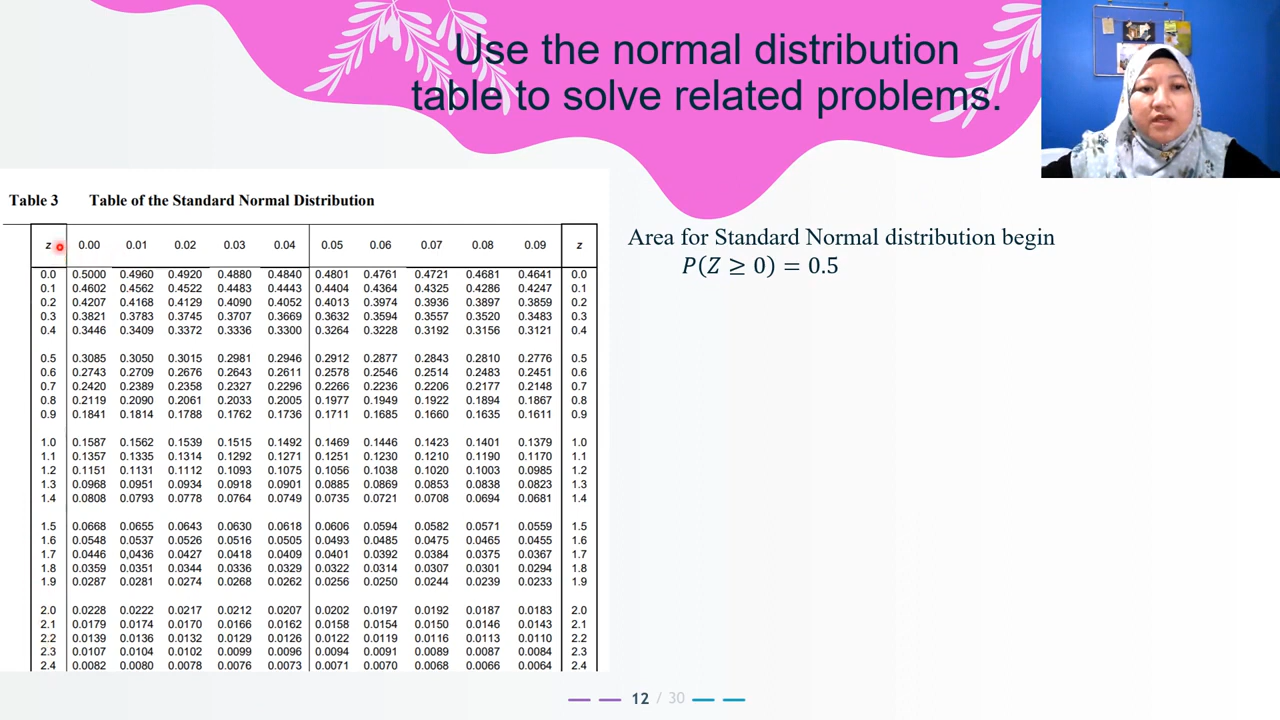 Use the normal distribution
table to solve related problems.
Table 3 Table of the Standard Normal Distribution
z 0.00 0.01 0.02 0.03 0.04 0.05 0.06 0.07 0.08 0.09 z
0.0 0.5000 0.4960 0.4920 0.4880 0.4840 0.4801 0.4761 0.4721 0.4681 0.4641 0.0
0.1 0.4602 0.4562 0.4522 0.4483 0.4443 0.4404 0.4364 0.4325 0.4286 0.4247 0.1
0.2 0.4207 0.4168 0.4129 0.4090 0.4052 0.4013 0.3974 0.3936 0.3897 0.3859 0.2
0.3 0.3821 0.3783 0.3745 0.3707 0.3669 0.3632 0.3594 0.3557 0.3520 0.3483 0.3
0.4 0.3446 0.3409 0.3372 0.3336 0.3300 0.3264 0.3228 0.3192 0.3156 0.3121 0.4
0.5 0.3085 0.3050 0.3015 0.2981 0.2946 0.2912 0.2877 0.2843 0.2810 0.2776 0.5
0.6 0.2743 0.2709 0.2676 0.2643 0.2611 0.2578 0.2546 0.2514 0.2483 0.2451 0.6
0.7 0.2420 0.2389 0.2358 0.2327 0.2296 0.2266 0.2236 0.2206 0.2177 0.2148 0.7
0.8 0.2119 0.2090 0.2061 0.2033 0.2005 0.1977 0.1949 0.1922 0.1894 0.1867 0.8
0.9 0.1841 0.1814 0.1788 0.1762 0.1736 0.1711 0.1685 0.1660 0.1635 0.1611 0.9
1.0 0.1587 0.1562 0.1539 0.1515 0.1492 0.1469 0.1446 0.1423 0.1401 0.1379 1.0
1.1 0.1357 0.1335 0.1314 0.1292 0.1271 0.1251 0.1230 0.1210 0.1190 0.1170 1.1
1.2 0.1151 0.1131 0.1112 0.1093 0.1075 0.1056 0.1038 0.1020 0.1003 0.0985 1.2
1.3 0.0968 0.0951 0.0934 0.0918 0.0901 0.0885 0.0869 0.0853 0.0838 0.0823 1.3
1.4 0.0808 0.0793 0.0778 0.0764 0.0749 0.0735 0.0721 0.0708 0.0694 0.0681 1.4
1.5 0.0668 0.0655 0.0643 0.0630 0.0618 0.0606 0.0594 0.0582 0.0571 0.0559 1.5
1.6 0.0548 0.0537 0.0526 0.0516 0.0505 0.0493 0.0485 0.0475 0.0465 0.0455 1.6
1.7 0.0446 0,0436 0.0427 0.0418 0.0409 0.0401 0.0392 0.0384 0.0375 0.0367 1.7
1.8 0.0359 0.0351 0.0344 0.0336 0.0329 0.0322 0.0314 0.0307 0.0301 0.0294 1.8
1.9 0.0287 0.0281 0.0274 0.0268 0.0262 0.0256 0.0250 0.0244 0.0239 0.0233 1.9
2.0 0.0228 0.0222 0.0217 0.0212 0.0207 0.0202 0.0197 0.0192 0.0187 0.0183 2.0
2.1 0.0179 0.0174 0.0170 0.0166 0.0162 0.0158 0.0154 0.0150 0.0146 0.0143 2.1
2.2 0.0139 0.0136 0.0132 0.0129 0.0126 0.0122 0.0119 0.0116 0.0113 0.0110 2.2
2.3 0.0107 0.0104 0.0102 0.0099 0.0096 0.0094 0.0091 0.0089 0.0087 0.0084 2.3
2.4 0.0082 0.0080 0.0078 0.0076 0.0073 0.0071 0.0070 0.0068 0.0066 0.0064 2.4
Area for Standard Normal distribution begin
P(Z ≥ 0) = 0.5
12 / 30